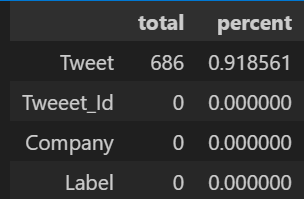 total percent
Tweet 686 0.918561
Tweeet_Id 0 0.000000
Company 0 0.000000
Label 0 0.000000